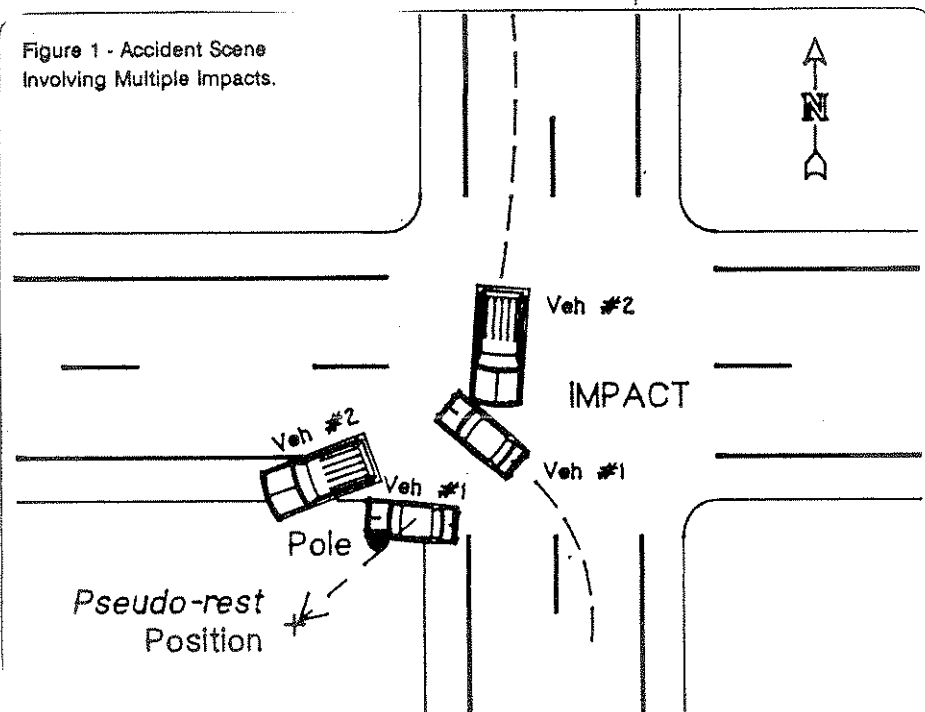 Figure 1 - Accident Scene
Involving Multiple Impacts.
N
Veh #2
IMPACT
Veh #2
Veh #1
Veh #1
Pole
Pseudo-rest
Position